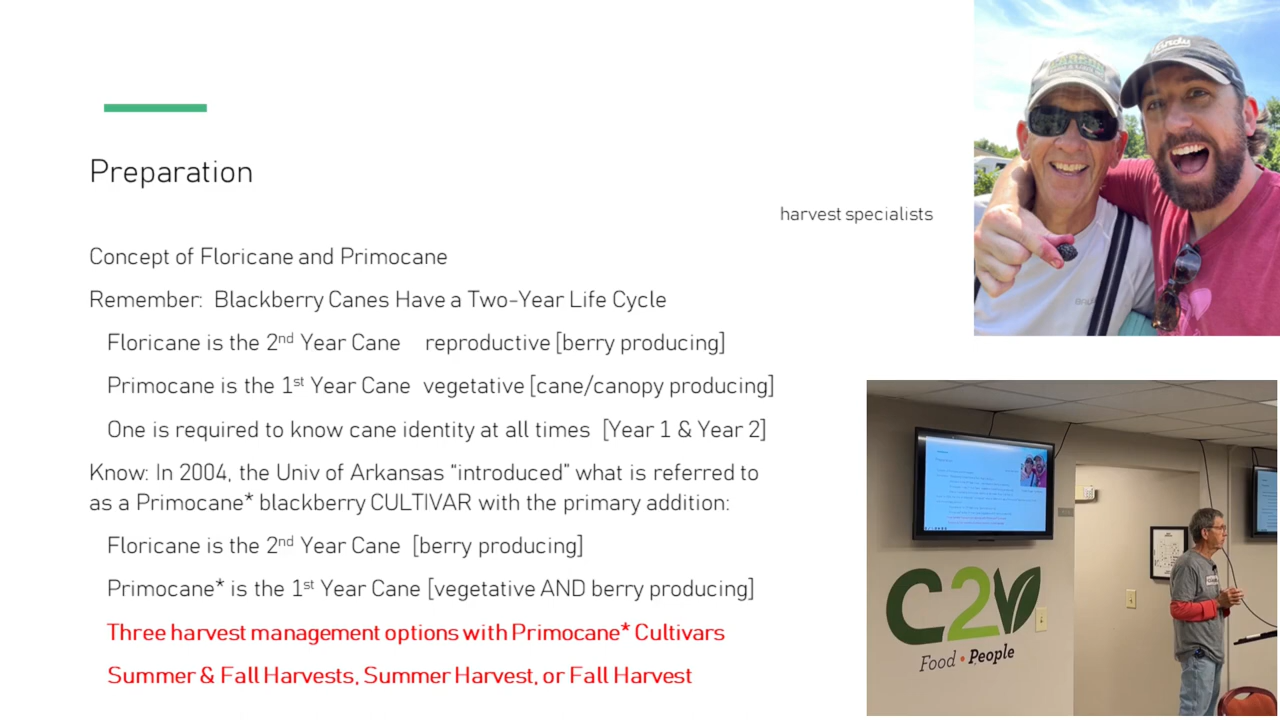 Preparation
harvest specialists
Concept of Floricane and Primocane
Remember: Blackberry Canes Have a Two-Year Life Cycle
Floricane is the 2nd Year Cane reproductive [berry producing]
Primocane is the 1st Year Cane vegetative [cane/canopy producing]
One is required to know cane identity at all times [Year 1 & Year 2]
Know: In 2004, the Univ of Arkansas “introduced” what is referred to
as a Primocane* blackberry CULTIVAR with the primary addition:
Floricane is the 2nd Year Cane [berry producing]
Primocane* is the 1st Year Cane [vegetative AND berry producing]
Three harvest management options with Primocane* Cultivars
Summer & Fall Harvests, Summer Harvest, or Fall Harvest
C2V
Food • People